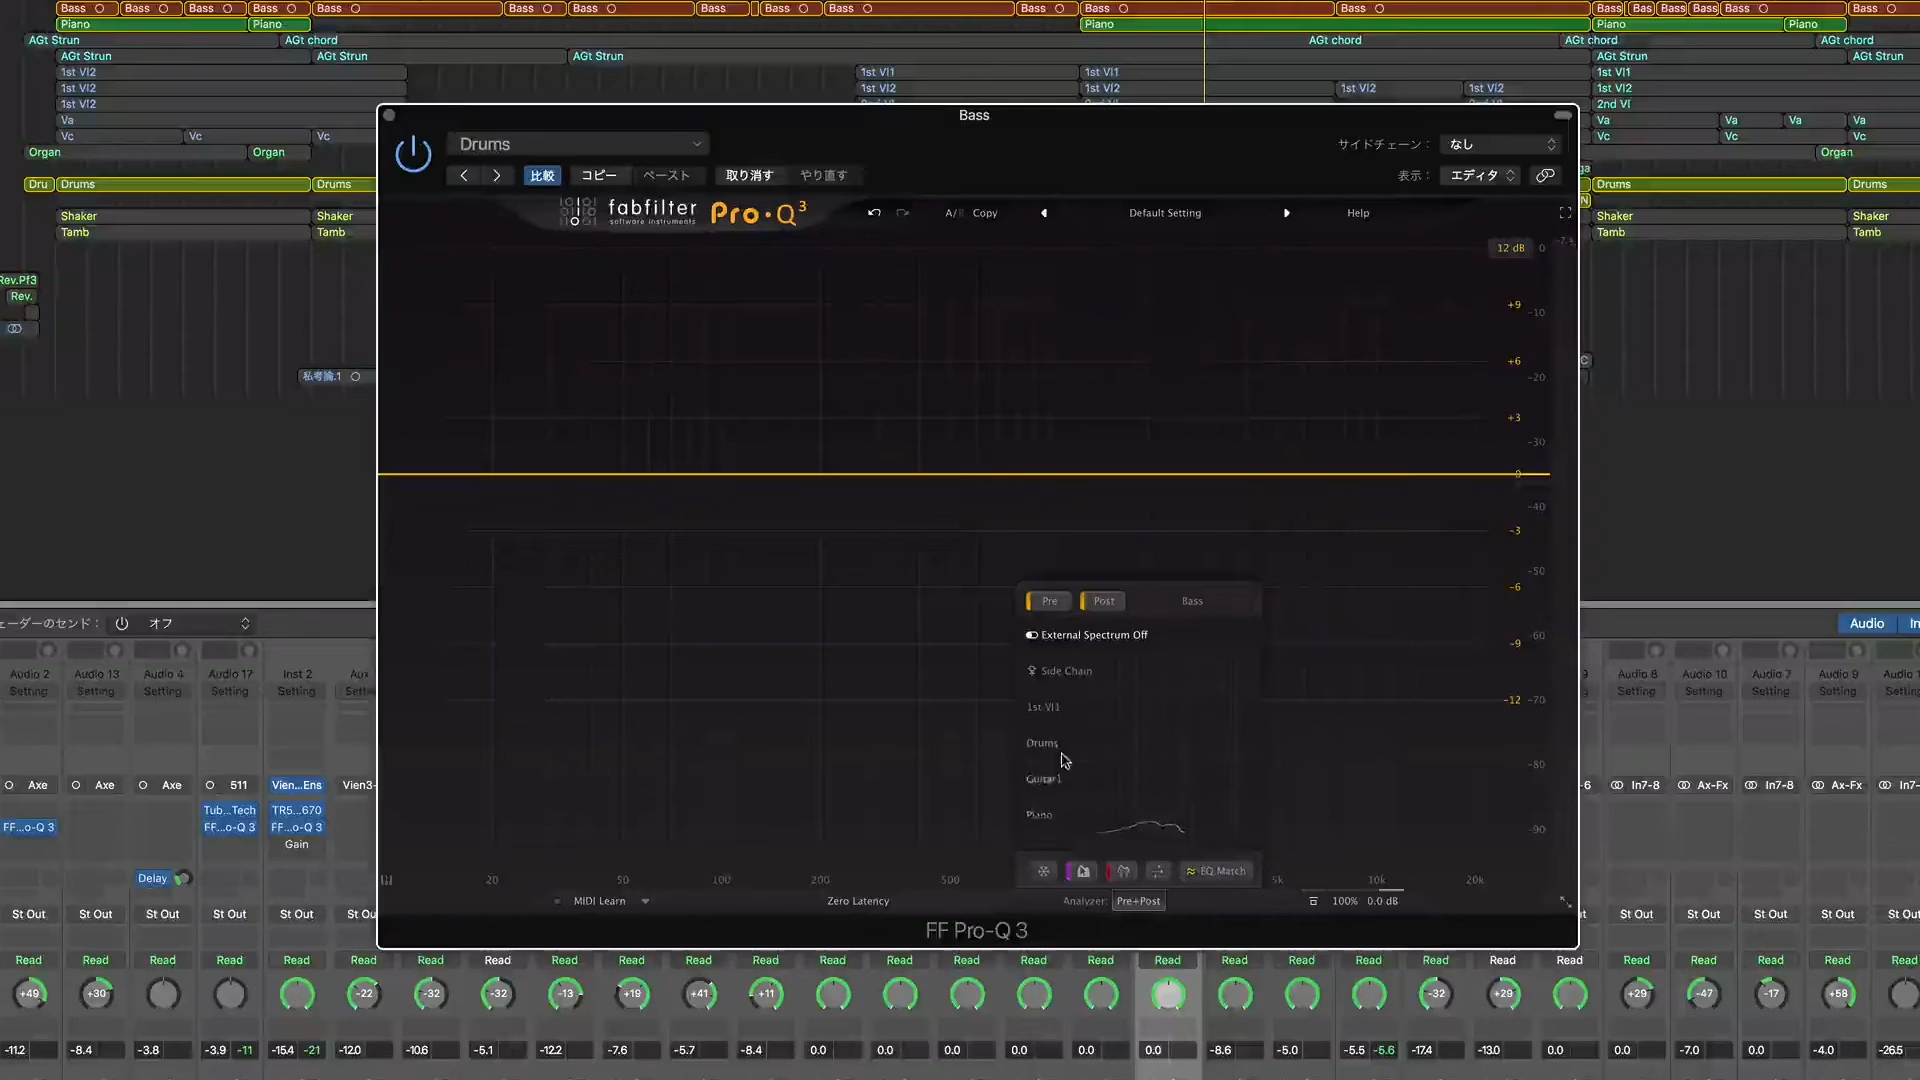 Bass Bass Bass Bass Bass Bass Bass Bass Bass Bass Bass Bass Bass Bass Bass Bass Bass Bass Bass
Piano Piano Piano Piano Piano
AGt Strun AGt chord AGt chord AGt chord AGt chord
AGt Strun AGt Strun AGt Strun AGt Strun AGt Strun
1st Vl2 1st Vl1 1st Vl1 1st Vl1
1st Vl2 1st Vl2 1st Vl2 1st Vl2 1st Vl2 1st Vl2
1st Vl2 2nd Vl
Va Va Va Va Va
Vc Vc Vc Vc Vc Vc
Organ Organ Organ
Dru Drums Drums Drums Drums
Shaker Shaker Shaker Shaker
Tamb Tamb Tamb Tamb
Rev.Pf3
Rev.
私考論.1
Bass
Drums サイドチェーン： なし
比較 コピー ペースト 取り消す やり直す 表示： エディタ
fabfilter Pro·Q3
software instruments
A/B Copy Default Setting Help
12 dB 0
+9 -10
+6 -20
+3 -30
0
-40
-3
-50
-6
-60
-9
-12 -70
-80
-90
Pre Post Bass
External Spectrum Off
Side Chain
1st Vl1
Drums
Guitar1
Piano
EQ Match
20 50 100 200 500 5k 10k 20k
MIDI Learn Zero Latency Analyzer: Pre+Post 100% 0.0 dB
FF Pro-Q 3
ェーダーのセンド： オフ Audio In
Audio 2 Audio 13 Audio 4 Audio 17 Inst 2 Aux Audio 8 Audio 10 Audio 7 Audio 9
Setting Setting Setting Setting Setting Setting Setting Setting Setting
Axe Axe Axe 511 Vien...Ens Vien3- In7-8 Ax-Fx In7-8 Ax-Fx In7-
Tub...Tech TR5...670
FF...o-Q 3 FF...o-Q 3 FF...o-Q 3
Gain
Delay
St Out St Out St Out St Out St Out St Ou St Out St Out St Out St Out St Ou
Read Read Read Read Read Read Read Read Read Read Read Read Read Read Read Read Read Read Read Read Read Read Read Read Read Read Read Read Read
+49 +30 -22 -32 -32 -13 +19 +41 +11 -32 +29 +29 -47 -17 +58
-11.2 -8.4 -3.8 -3.9 -11 -15.4 -21 -12.0 -10.6 -5.1 -12.2 -7.6 -5.7 -8.4 0.0 0.0 0.0 0.0 0.0 0.0 -8.6 -5.0 -5.5 -5.6 -17.4 -13.0 0.0 0.0 -7.0 0.0 -4.0 -26.5